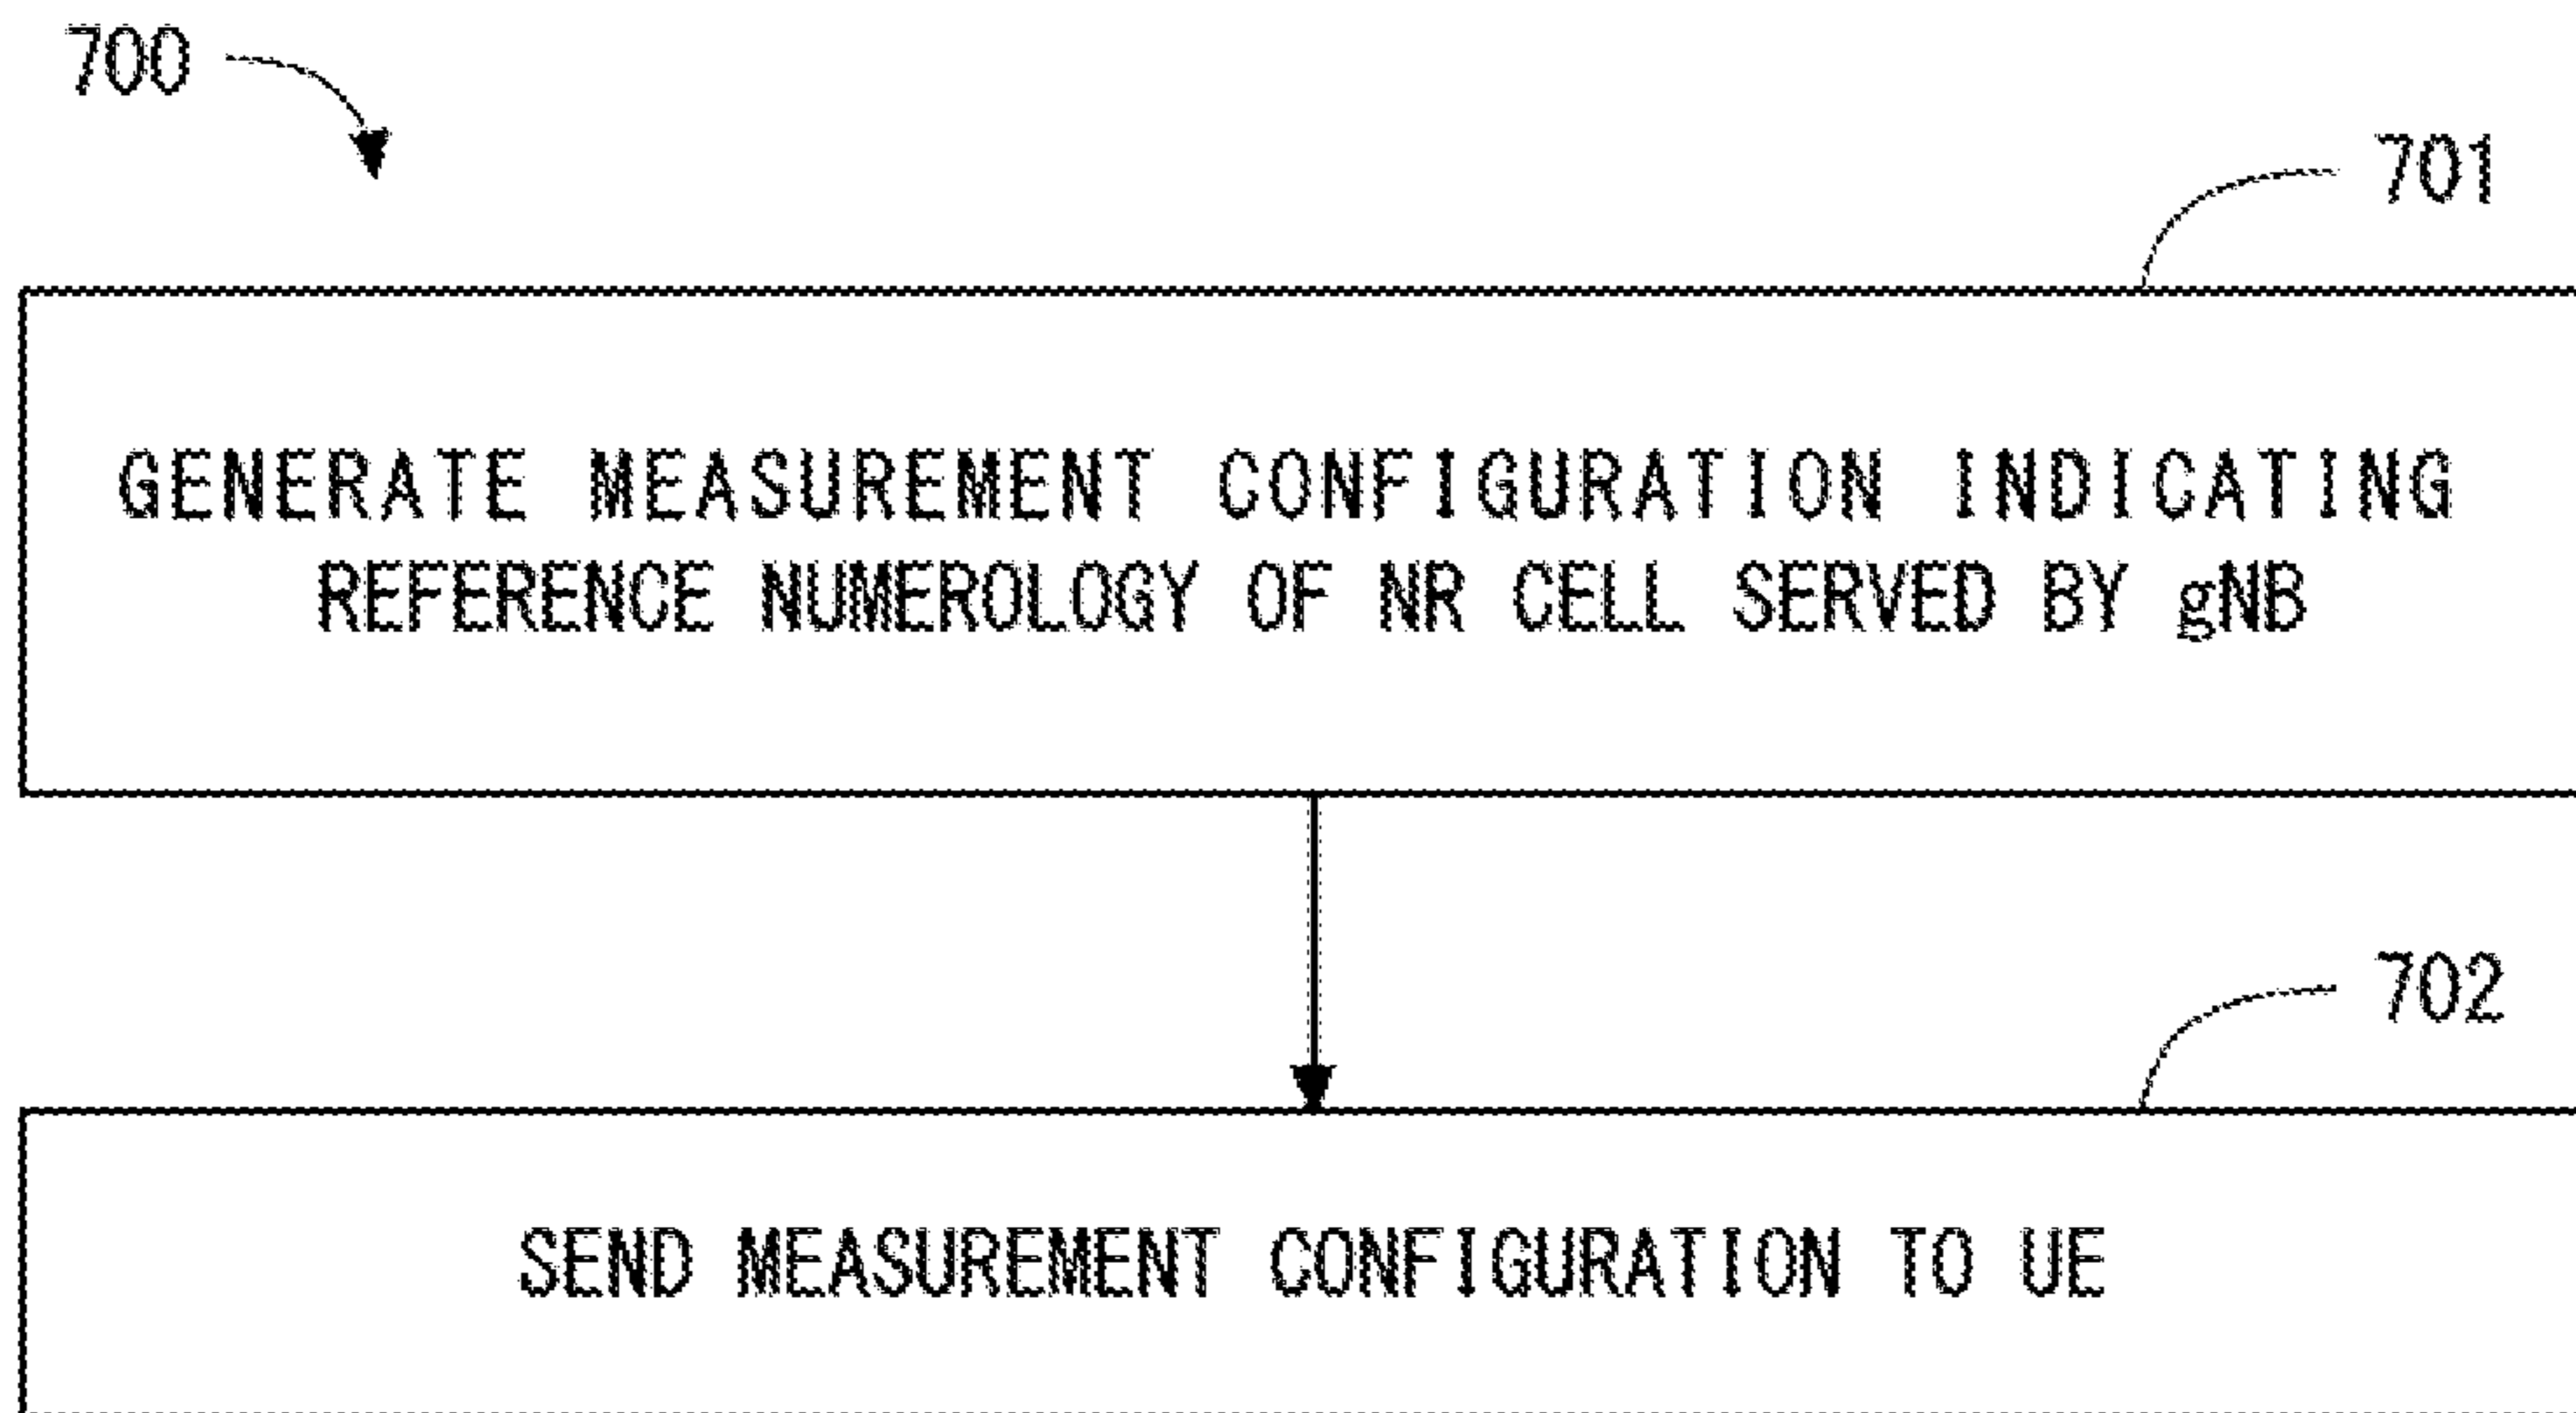 700
701
GENERATE MEASUREMENT CONFIGURATION INDICATING
REFERENCE NUMEROLOGY OF NR CELL SERVED BY gNB
702
SEND MEASUREMENT CONFIGURATION TO UE